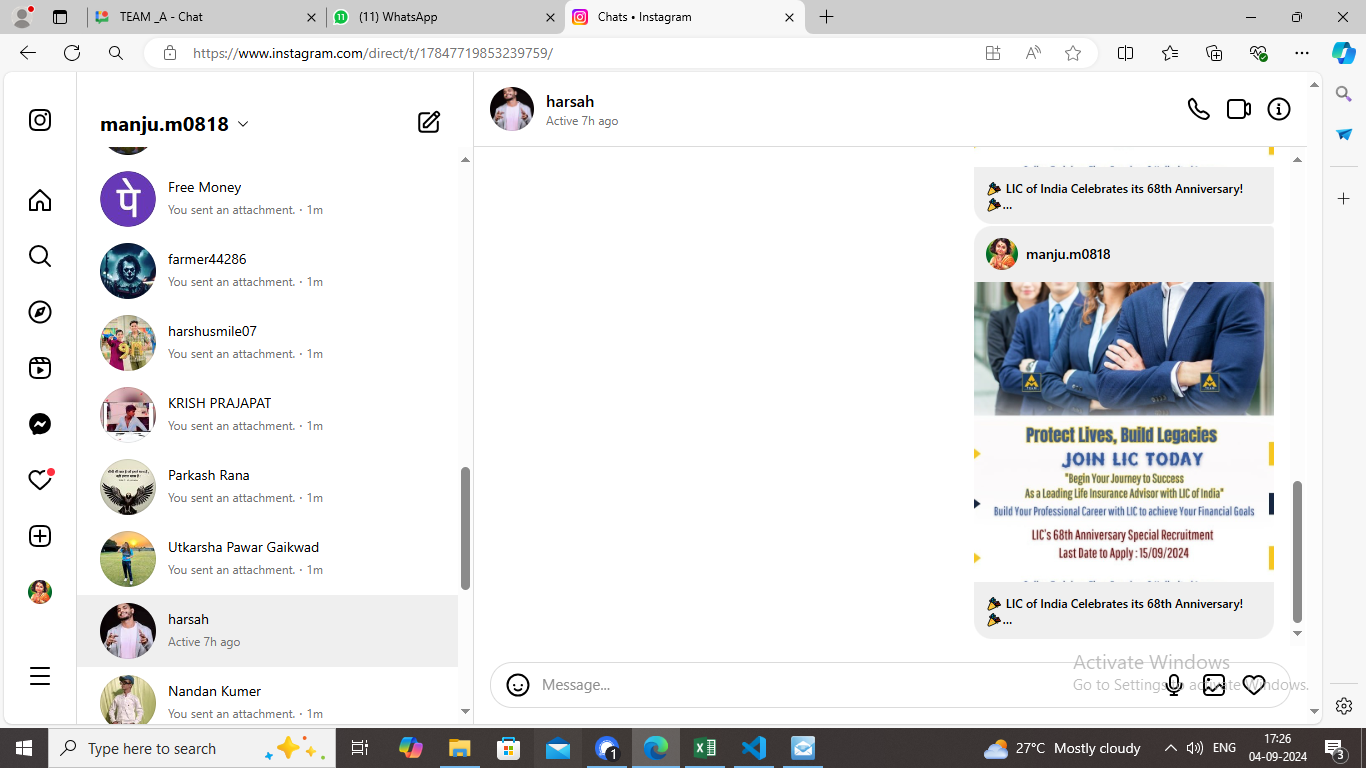 TEAM _A - Chat
(11) WhatsApp
Chats • Instagram
https://www.instagram.com/direct/t/17847719853239759/
manju.m0818
पे
Free Money
You sent an attachment. · 1m
farmer44286
You sent an attachment. · 1m
harshusmile07
You sent an attachment. · 1m
KRISH PRAJAPAT
You sent an attachment. · 1m
Parkash Rana
You sent an attachment. · 1m
Utkarsha Pawar Gaikwad
You sent an attachment. · 1m
harsah
Active 7h ago
Nandan Kumer
You sent an attachment. · 1m
harsah
Active 7h ago
🎉 LIC of India Celebrates its 68th Anniversary!
🎉...
manju.m0818
Protect Lives, Build Legacies
JOIN LIC TODAY
"Begin Your Journey to Success
As a Leading Life Insurance Advisor with LIC of India"
Build Your Professional Career with LIC to achieve Your Financial Goals
LIC's 68th Anniversary Special Recruitment
Last Date to Apply : 15/09/2024
🎉 LIC of India Celebrates its 68th Anniversary!
🎉...
Message...
Activate Windows
Go to Settings to activate Windows.
Type here to search
1
27°C Mostly cloudy
ENG
17:26
04-09-2024
3